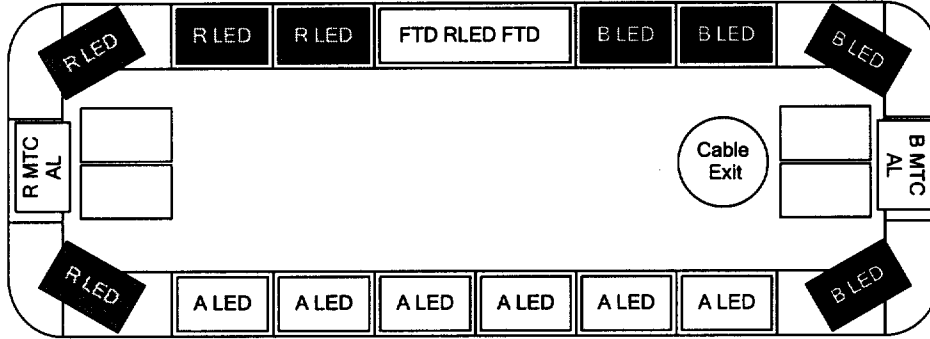 R LED
R LED
R LED
FTD RLED FTD
B LED
B LED
B LED
R MTC
AL
Cable
Exit
B MTC
AL
R LED
A LED
A LED
A LED
A LED
A LED
A LED
B LED